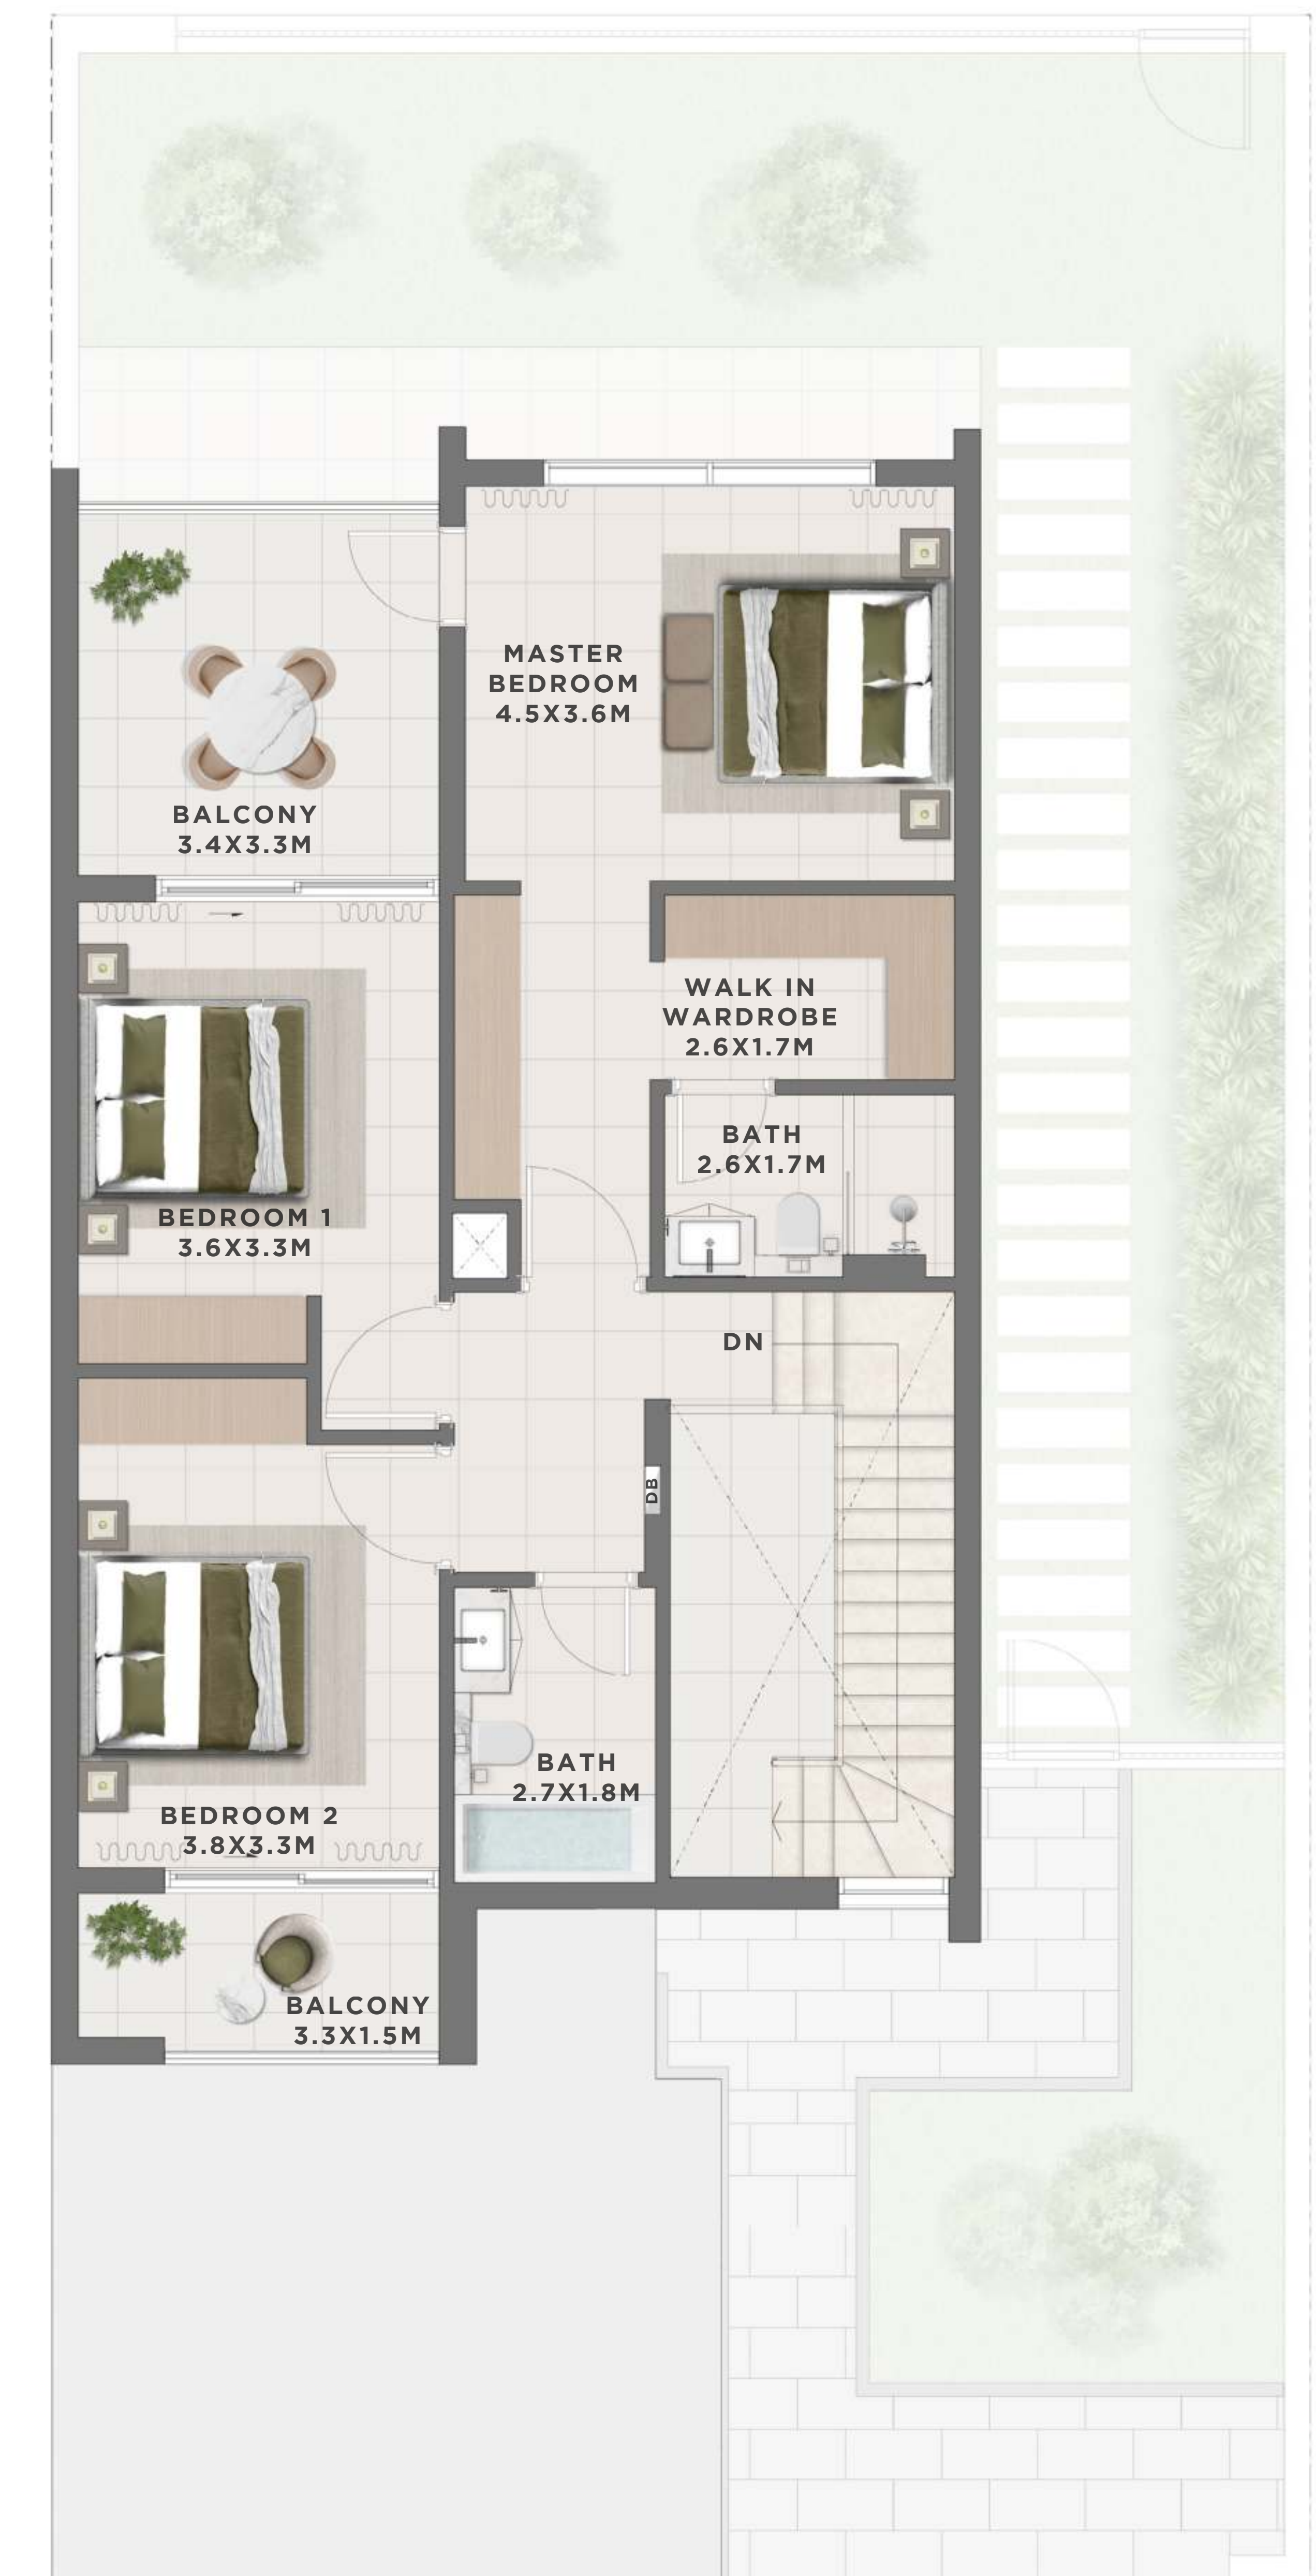 MASTER
BEDROOM
4.5X3.6M
BALCONY
3.4X3.3M
WALK IN
WARDROBE
2.6X1.7M
BATH
2.6X1.7M
BEDROOM 1
3.6X3.3M
DN
DB
BATH
2.7X1.8M
BEDROOM 2
3.8X3.3M
BALCONY
3.3X1.5M